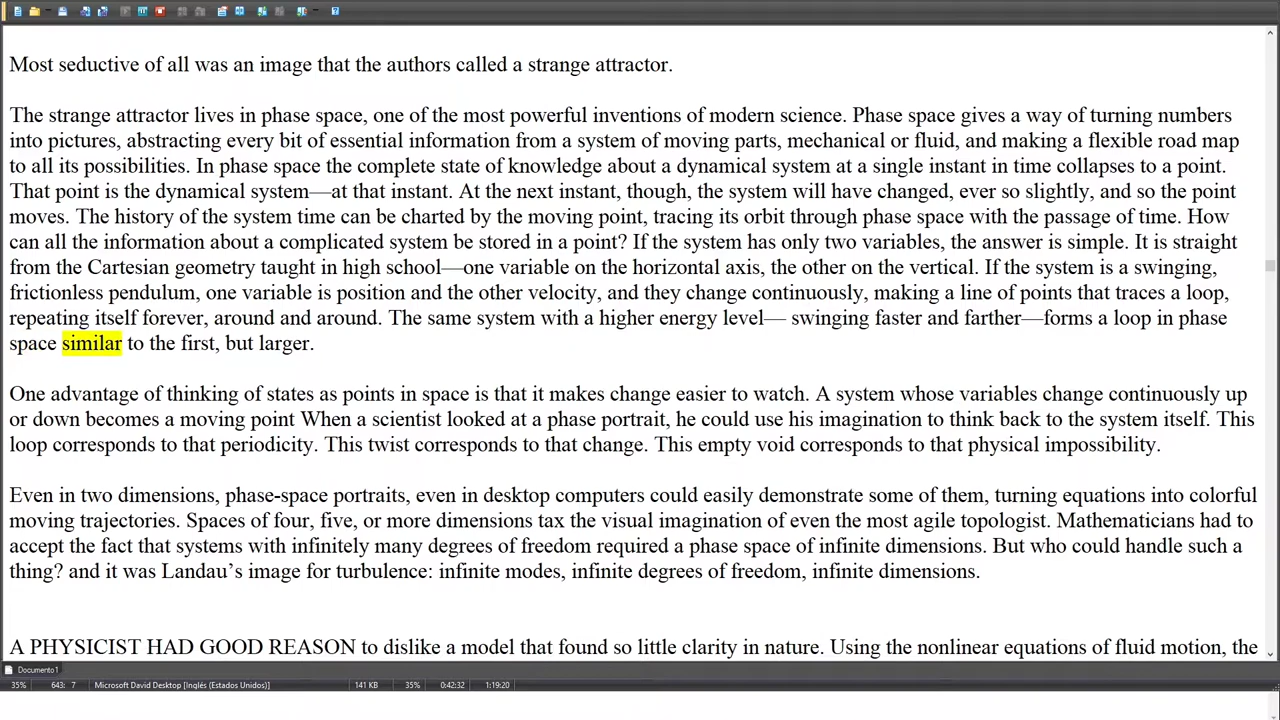 Most seductive of all was an image that the authors called a strange attractor.
The strange attractor lives in phase space, one of the most powerful inventions of modern science. Phase space gives a way of turning numbers
into pictures, abstracting every bit of essential information from a system of moving parts, mechanical or fluid, and making a flexible road map
to all its possibilities. In phase space the complete state of knowledge about a dynamical system at a single instant in time collapses to a point.
That point is the dynamical system—at that instant. At the next instant, though, the system will have changed, ever so slightly, and so the point
moves. The history of the system time can be charted by the moving point, tracing its orbit through phase space with the passage of time. How
can all the information about a complicated system be stored in a point? If the system has only two variables, the answer is simple. It is straight
from the Cartesian geometry taught in high school—one variable on the horizontal axis, the other on the vertical. If the system is a swinging,
frictionless pendulum, one variable is position and the other velocity, and they change continuously, making a line of points that traces a loop,
repeating itself forever, around and around. The same system with a higher energy level— swinging faster and farther—forms a loop in phase
space similar to the first, but larger.
One advantage of thinking of states as points in space is that it makes change easier to watch. A system whose variables change continuously up
or down becomes a moving point When a scientist looked at a phase portrait, he could use his imagination to think back to the system itself. This
loop corresponds to that periodicity. This twist corresponds to that change. This empty void corresponds to that physical impossibility.
Even in two dimensions, phase-space portraits, even in desktop computers could easily demonstrate some of them, turning equations into colorful
moving trajectories. Spaces of four, five, or more dimensions tax the visual imagination of even the most agile topologist. Mathematicians had to
accept the fact that systems with infinitely many degrees of freedom required a phase space of infinite dimensions. But who could handle such a
thing? and it was Landau’s image for turbulence: infinite modes, infinite degrees of freedom, infinite dimensions.
A PHYSICIST HAD GOOD REASON to dislike a model that found so little clarity in nature. Using the nonlinear equations of fluid motion, the
Documento1
35% 643: 7 Microsoft David Desktop [Inglés (Estados Unidos)] 141 KB 35% 0:42:32 1:19:20